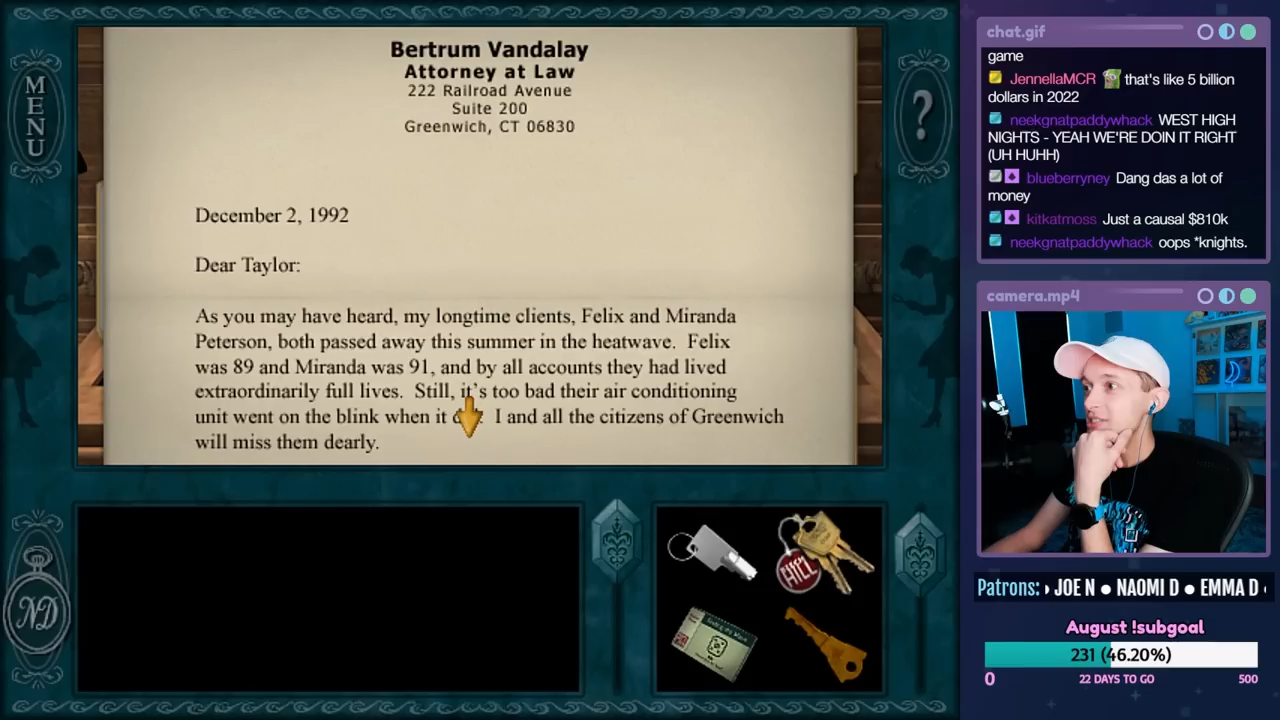 MENU
Bertrum Vandalay
Attorney at Law
222 Railroad Avenue
Suite 200
Greenwich, CT 06830
December 2, 1992
Dear Taylor:
As you may have heard, my longtime clients, Felix and Miranda
Peterson, both passed away this summer in the heatwave. Felix
was 89 and Miranda was 91, and by all accounts they had lived
extraordinarily full lives. Still, it's too bad their air conditioning
unit went on the blink when it I and all the citizens of Greenwich
will miss them dearly.
?
ND
HILL
chat.gif
game
JennellaMCR that's like 5 billion
dollars in 2022
neekgnatpaddywhack WEST HIGH
NIGHTS - YEAH WE'RE DOIN IT RIGHT
(UH HUHH)
blueberryney Dang das a lot of
money
kitkatmoss Just a causal $810k
neekgnatpaddywhack oops *knights.
camera.mp4
Patrons: JOE N ● NAOMI D ● EMMA D
August !subgoal
231 (46.20%)
0 22 DAYS TO GO 500